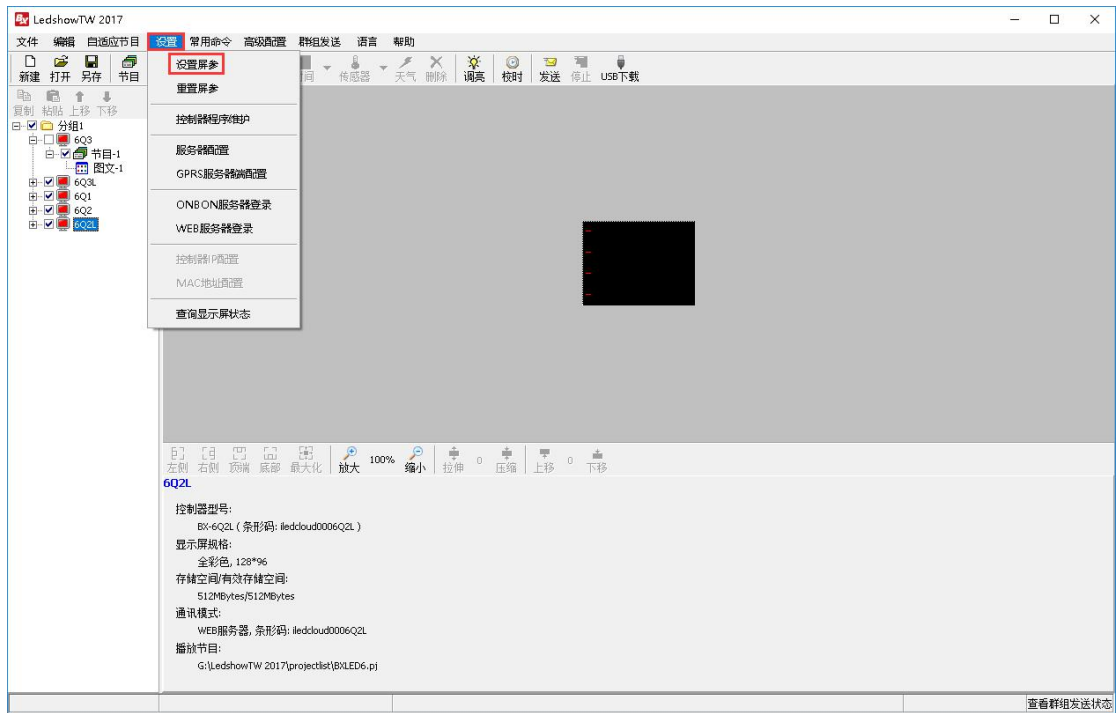 LedshowTW 2017
文件 编辑 自适应节目 设置 常用命令 高级配置 群组发送 语言 帮助
新建 打开 另存 节目 间 传感器 天气 删除 调亮 校时 发送 停止 USB下载
复制 粘贴 上移 下移
分组1
6Q3
节目-1
图文-1
6Q3L
6Q1
6Q2
6Q2L
设置屏参
重置屏参
控制器程序维护
服务器配置
GPRS服务器端配置
ONBON服务器登录
WEB服务器登录
控制器IP配置
MAC地址配置
查询显示屏状态
左侧 右侧 顶端 底部 最大化 放大 100% 缩小 拉伸 0 压缩 上移 0 下移
6Q2L
控制器型号:
BX-6Q2L ( 条形码: iledcloud0006Q2L )
显示屏规格:
全彩色, 128*96
存储空间/有效存储空间:
512MBytes/512MBytes
通讯模式:
WEB服务器, 条形码: iledcloud0006Q2L
播放节目:
G:\LedshowTW 2017\projectlist\BXLED6.pj
查看群组发送状态